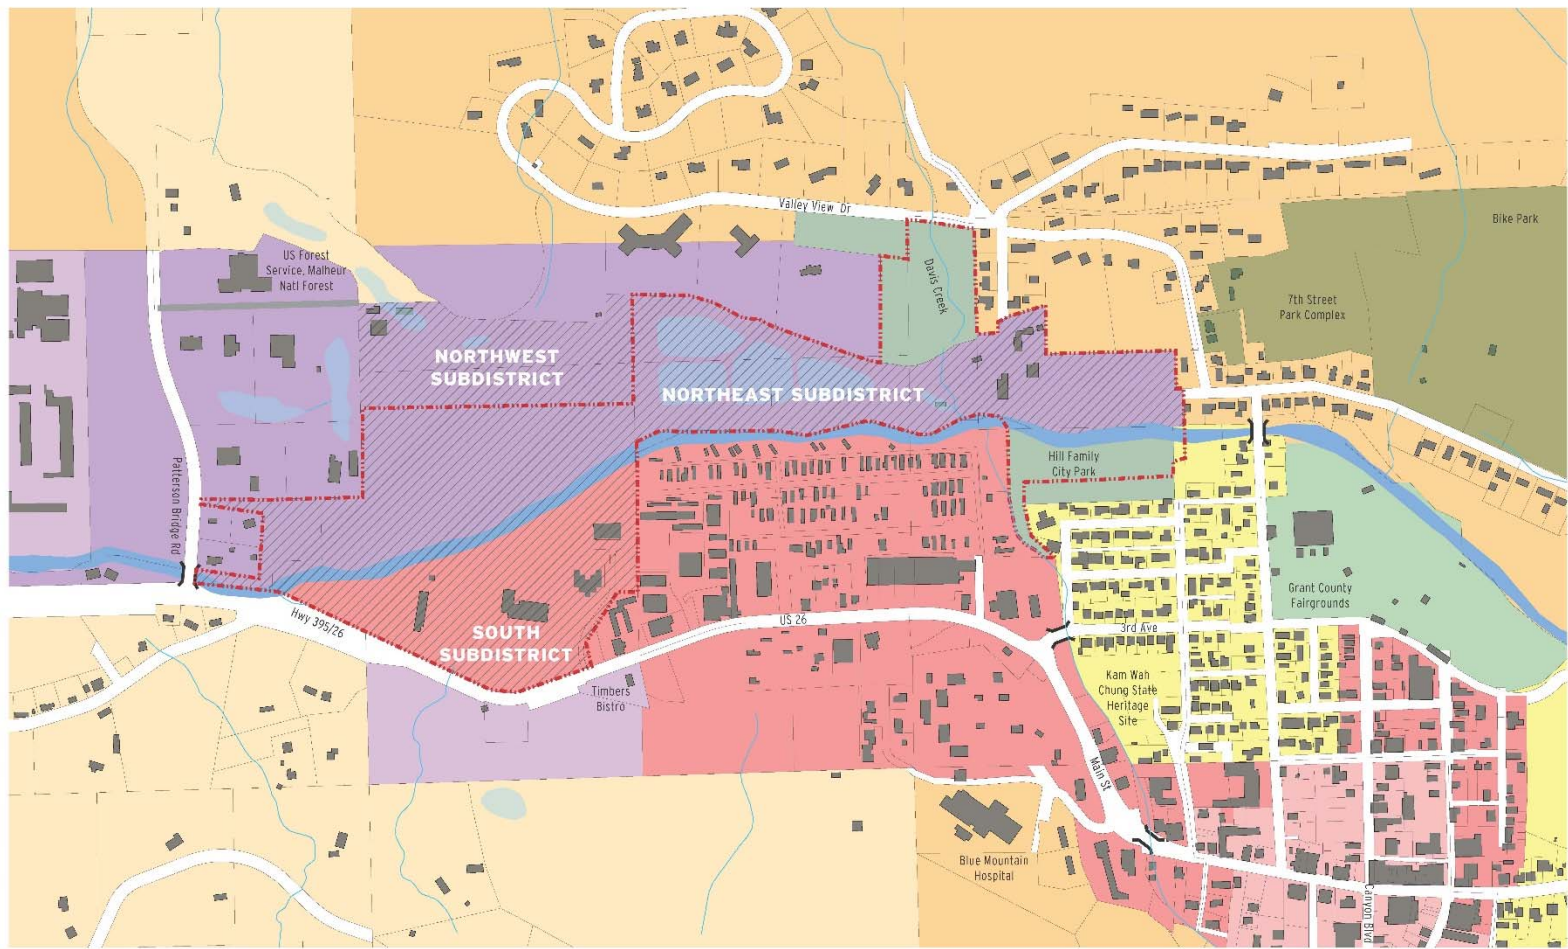 Valley View Dr
Bike Park
US Forest
Service, Malheur
Natl Forest
Davis Creek
7th Street
Park Complex
NORTHWEST
SUBDISTRICT
NORTHEAST SUBDISTRICT
Patterson Bridge Rd
Hill Family
City Park
Grant County
Fairgrounds
Hwy 395/26
SOUTH
SUBDISTRICT
US 26
3rd Ave
Timbers
Bistro
Kam Wah
Chung State
Heritage
Site
Main St
Blue Mountain
Hospital
Canyon Blvd